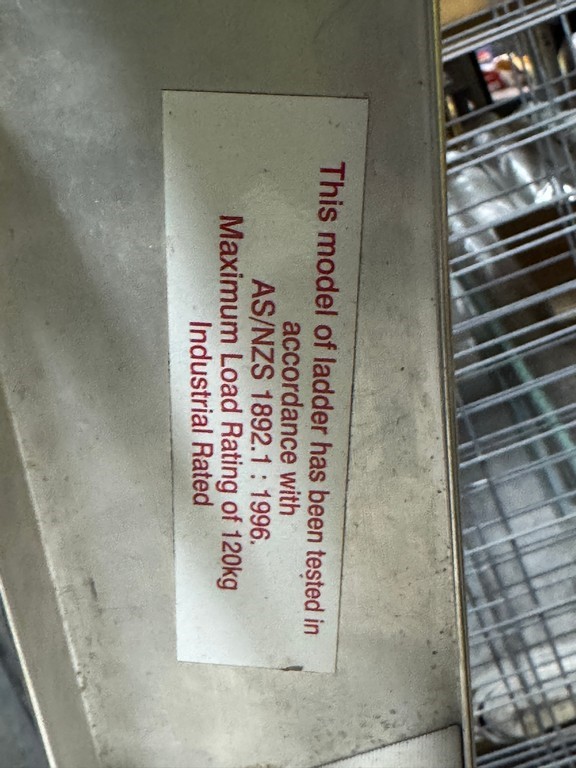 This model of ladder has been tested in
accordance with
AS/NZS 1892.1 : 1996.
Maximum Load Rating of 120kg
Industrial Rated